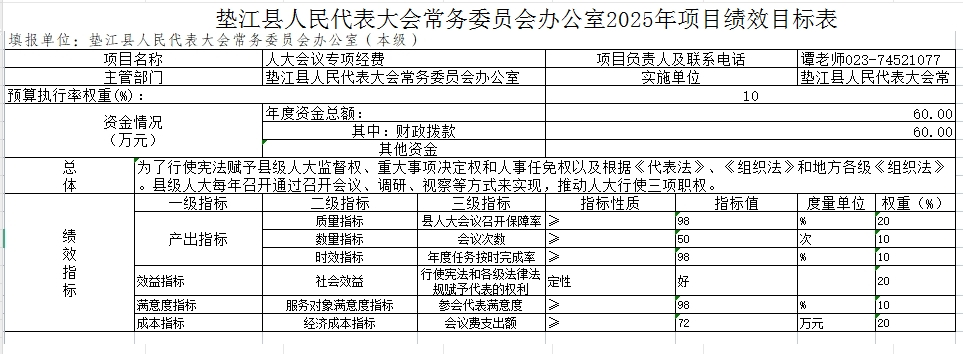 垫江县人民代表大会常务委员会办公室2025年项目绩效目标表
填报单位：垫江县人民代表大会常务委员会办公室（本级）
项目名称 人大会议专项经费 项目负责人及联系电话 谭老师023-74521077
主管部门 垫江县人民代表大会常务委员会办公室 实施单位 垫江县人民代表大会常
预算执行率权重(%)： 10
资金情况
（万元）
年度资金总额： 60.00
其中：财政拨款 60.00
其他资金
总
体
为了行使宪法赋予县级人大监督权、重大事项决定权和人事任免权以及根据《代表法》、《组织法》和地方各级《组织法》
。县级人大每年召开通过召开会议、调研、视察等方式来实现，推动人大行使三项职权。
绩
效
指
标
一级指标 二级指标 三级指标 指标性质 指标值 度量单位 权重（%）
产出指标 质量指标 县人大会议召开保障率 ≥ 98 % 20
数量指标 会议次数 ≥ 50 次 10
时效指标 年度任务按时完成率 ≥ 98 % 10
效益指标 社会效益 行使宪法和各级法律法
规赋予代表的权利 定性 好 20
满意度指标 服务对象满意度指标 参会代表满意度 ≥ 98 % 10
成本指标 经济成本指标 会议费支出额 ≥ 72 万元 20